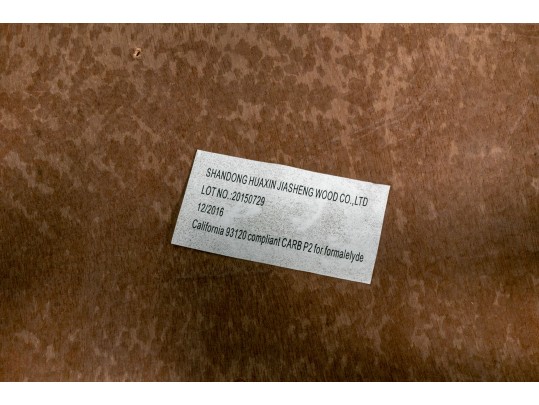 SHANDONG HUAXIN JIASHENG WOOD CO.,LTD
LOT NO.:20150729
12/2016
California 93120 compliant CARB P2 for formalelyde